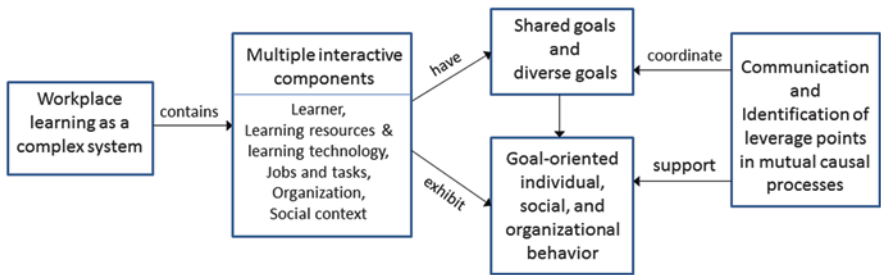 Workplace
learning as a
complex system
contains
Multiple interactive
components
Learner,
Learning resources &
learning technology,
Jobs and tasks,
Organization,
Social context
have
exhibit
Shared goals
and
diverse goals
Goal-oriented
individual,
social, and
organizational
behavior
coordinate
support
Communication
and
Identification of
leverage points
in mutual causal
processes